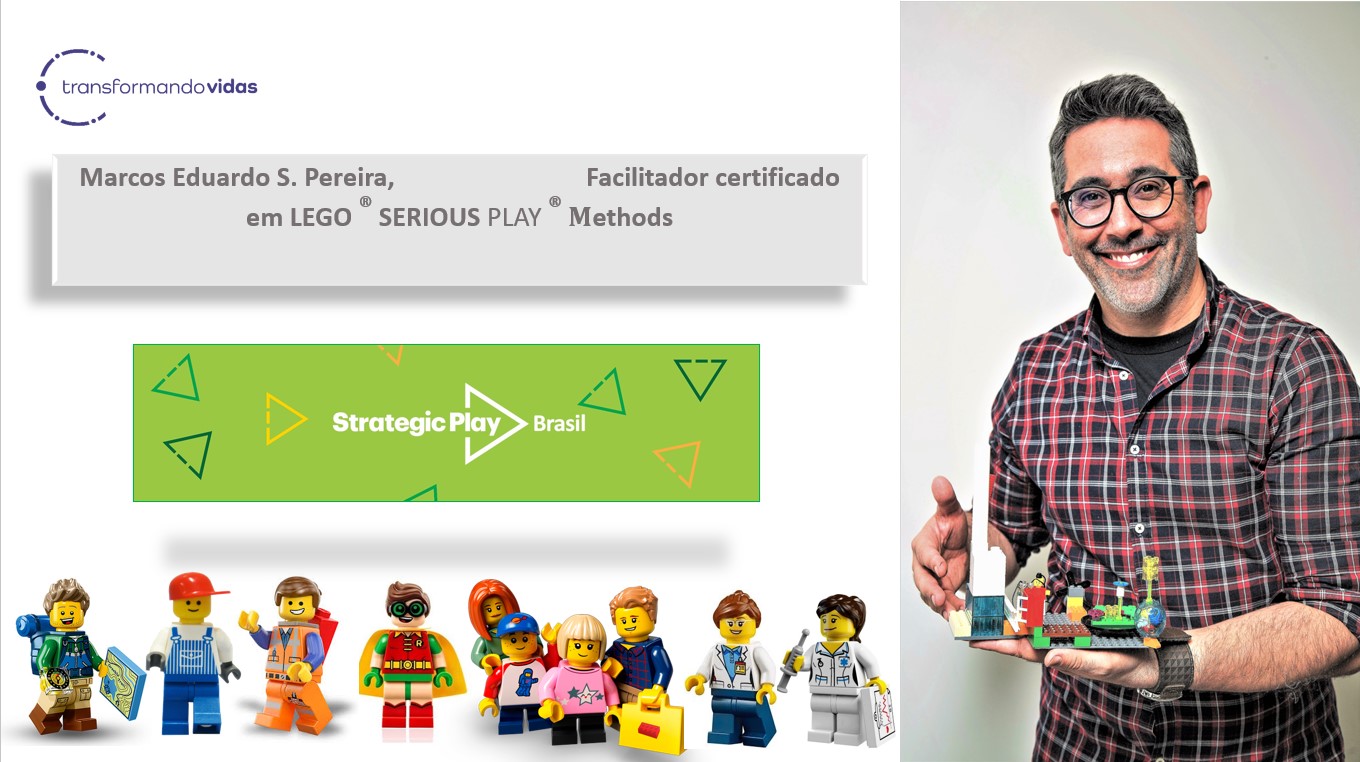 transformandovidas
Marcos Eduardo S. Pereira, Facilitador certificado
em LEGO ® SERIOUS PLAY ® Methods
Strategic Play Brasil
R